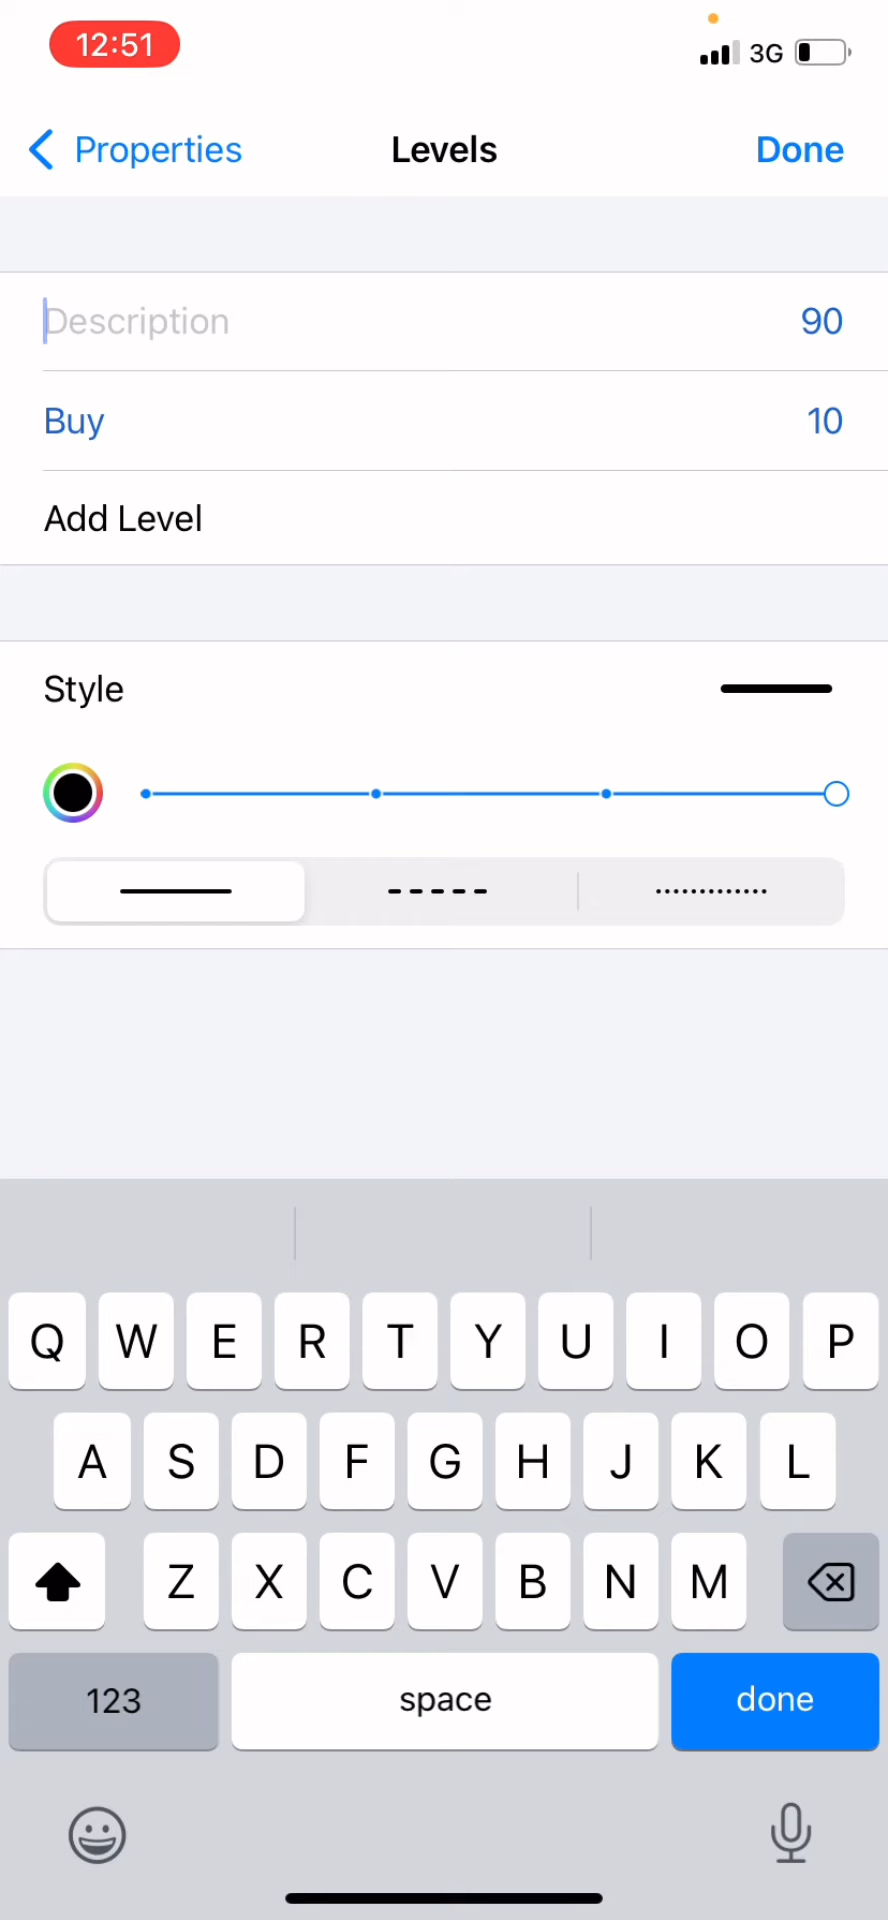 12:51 3G
Properties Levels Done
Description 90
Buy 10
Add Level
Style
Q W E R T Y U I O P
A S D F G H J K L
Z X C V B N M
123 space done